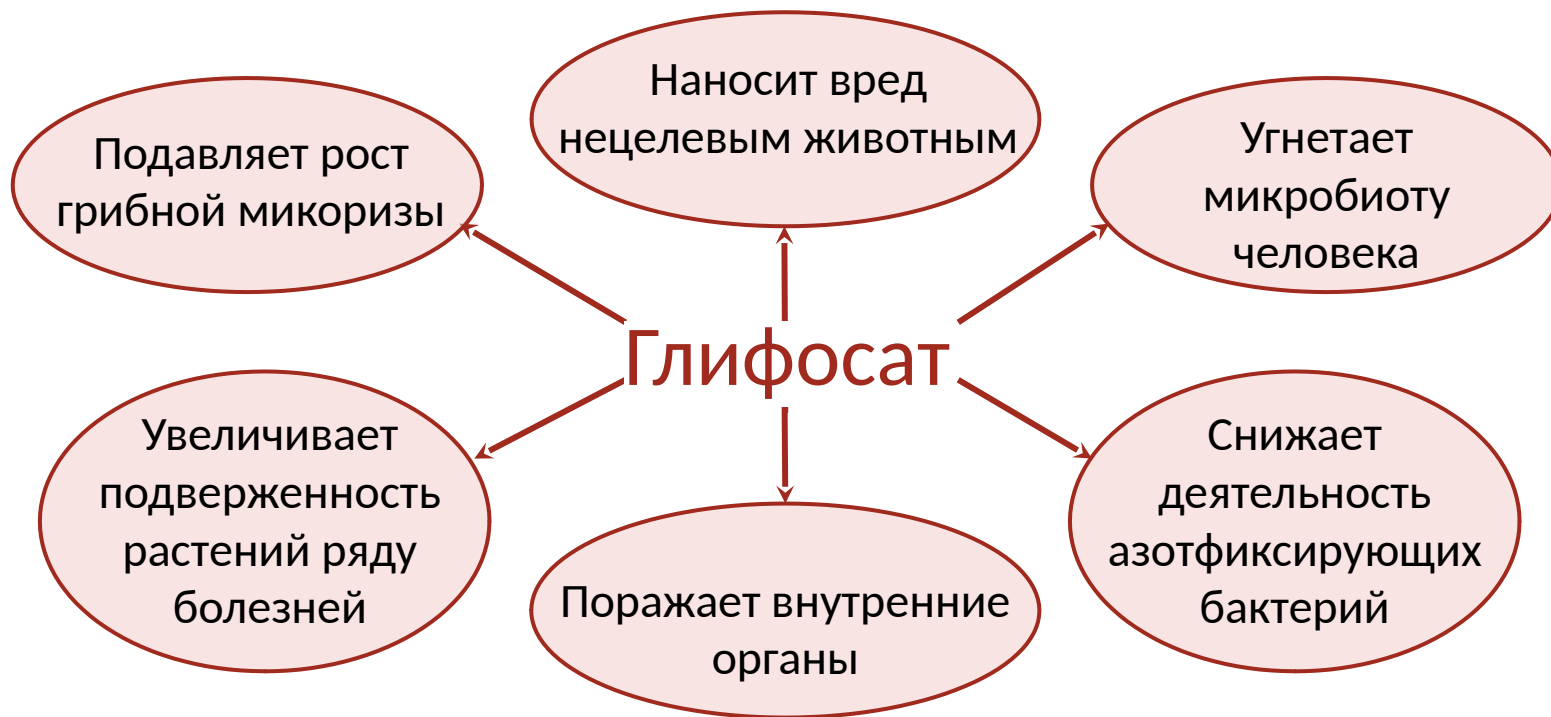 Наносит вред
нецелевым животным
Подавляет рост
грибной микоризы
Угнетает
микробиоту
человека
Глифосат
Увеличивает
подверженность
растений ряду
болезней
Поражает внутренние
органы
Снижает
деятельность
азотфиксирующих
бактерий